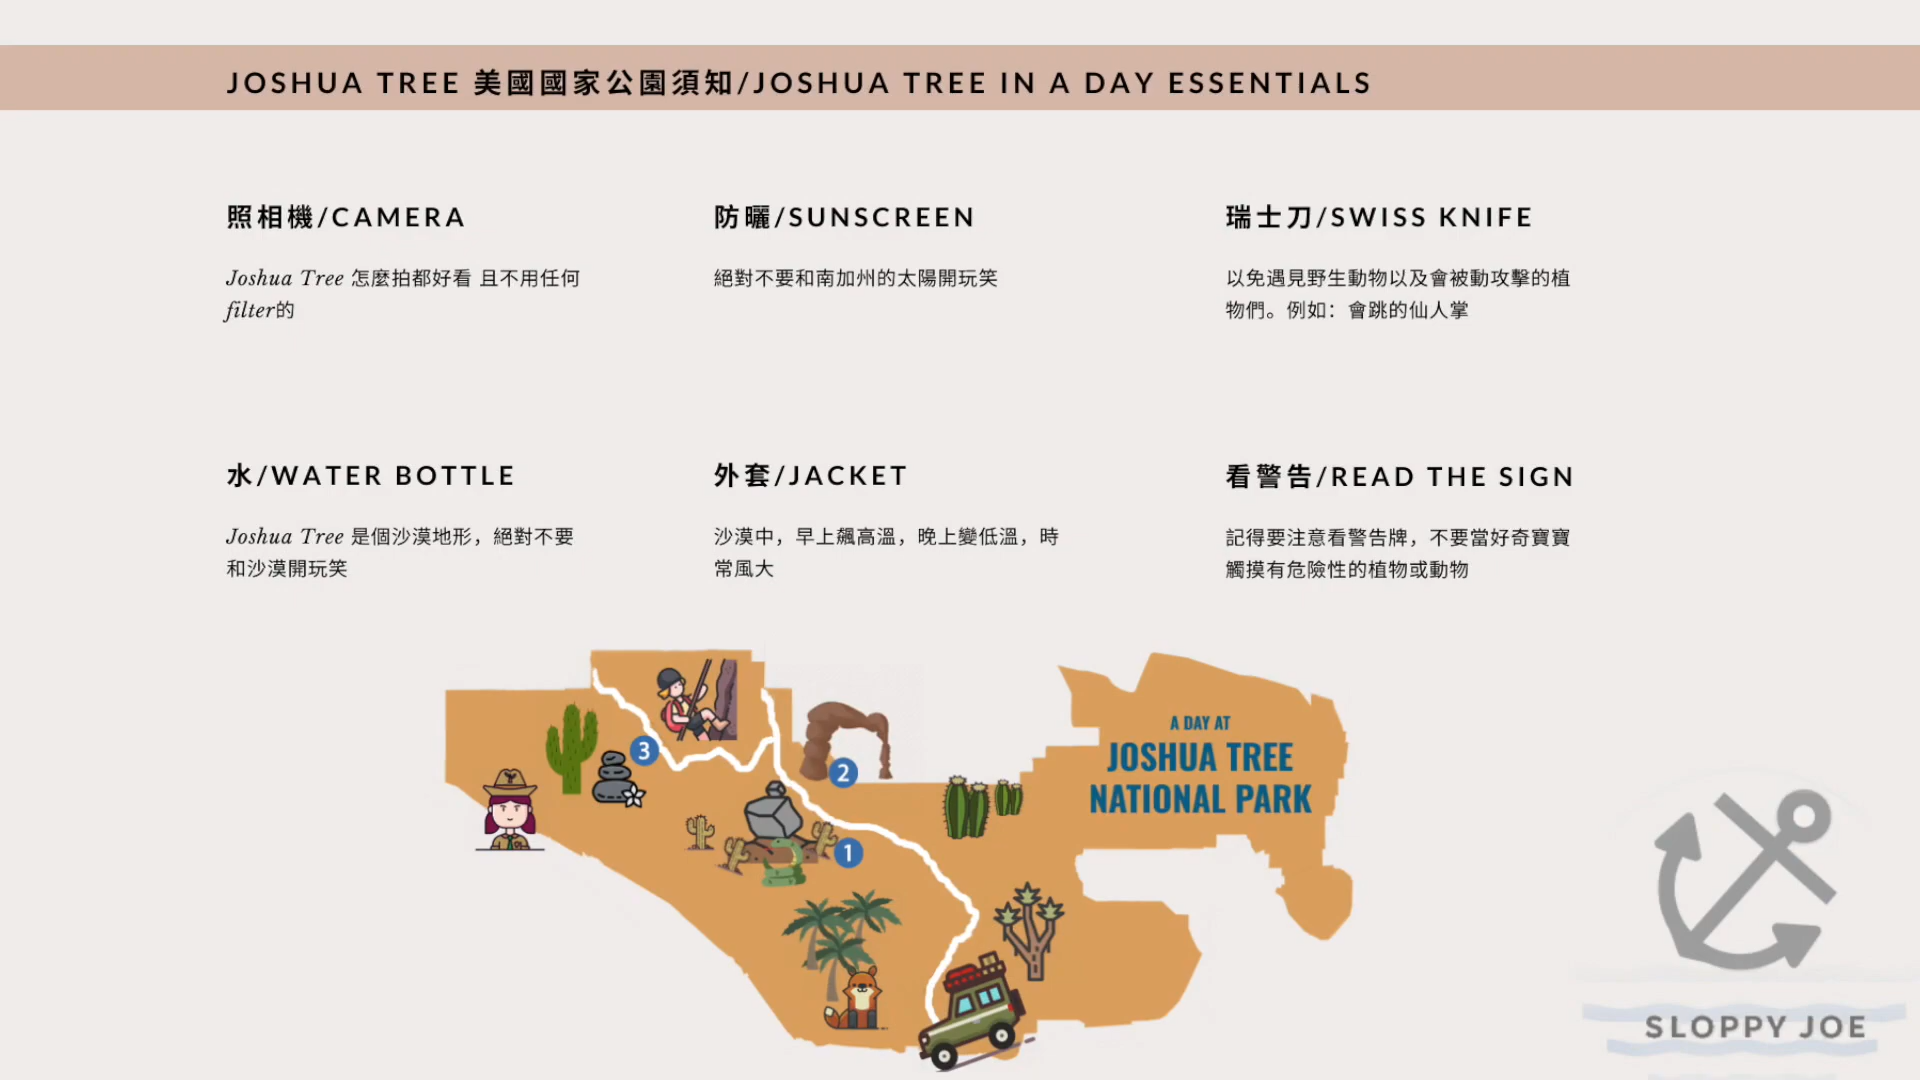 JOSHUA TREE 美國國家公園須知/JOSHUA TREE IN A DAY ESSENTIALS
照相機/CAMERA
Joshua Tree 怎麼拍都好看 且不用任何
filter的
防曬/SUNSCREEN
絕對不要和南加州的太陽開玩笑
瑞士刀/SWISS KNIFE
以免遇見野生動物以及會被動攻擊的植
物們。例如：會跳的仙人掌
水/WATER BOTTLE
Joshua Tree 是個沙漠地形，絕對不要
和沙漠開玩笑
外套/JACKET
沙漠中，早上飆高溫，晚上變低溫，時
常風大
看警告/READ THE SIGN
記得要注意看警告牌，不要當好奇寶寶
觸摸有危險性的植物或動物
A DAY AT
JOSHUA TREE
NATIONAL PARK
3
2
1
SLOPPY JOE